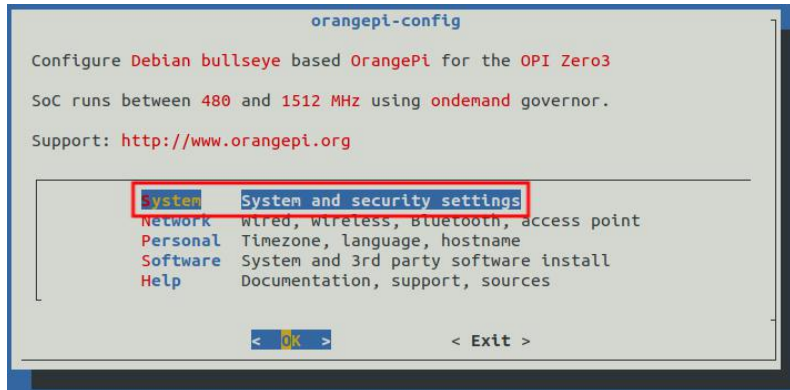 orangepi-config
Configure Debian bullseye based OrangePi for the OPI Zero3
SoC runs between 480 and 1512 MHz using ondemand governor.
Support: http://www.orangepi.org
System System and security settings
Network Wired, wireless, Bluetooth, access point
Personal Timezone, language, hostname
Software System and 3rd party software install
Help Documentation, support, sources
< OK > < Exit >